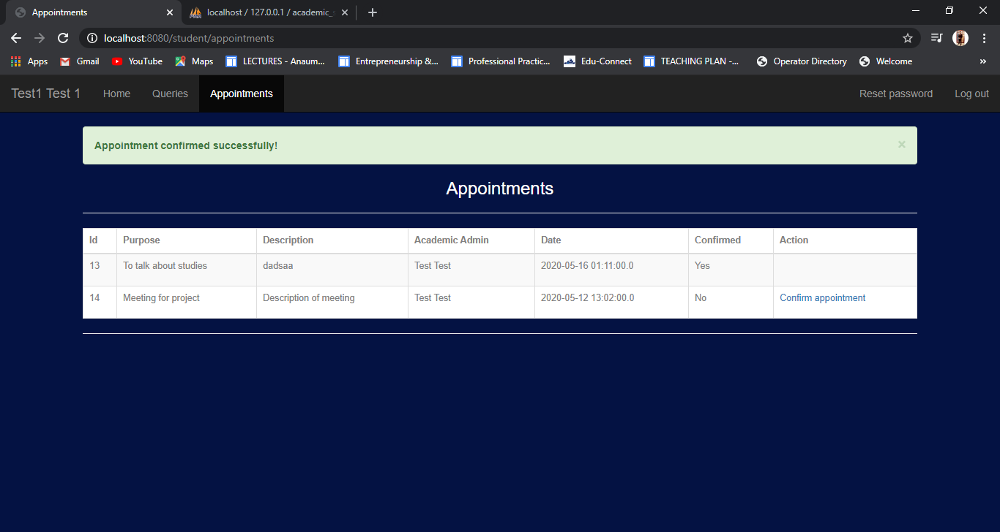 Appointments
localhost / 127.0.0.1 / academic_s
localhost:8080/student/appointments
Apps Gmail YouTube Maps LECTURES - Anaum... Entrepreneurship &... Professional Practic... Edu-Connect TEACHING PLAN -... Operator Directory Welcome »
Test1 Test 1 Home Queries Appointments Reset password Log out
Appointment confirmed successfully! ×
Appointments
Id Purpose Description Academic Admin Date Confirmed Action
13 To talk about studies dadsaa Test Test 2020-05-16 01:11:00.0 Yes
14 Meeting for project Description of meeting Test Test 2020-05-12 13:02:00.0 No Confirm appointment